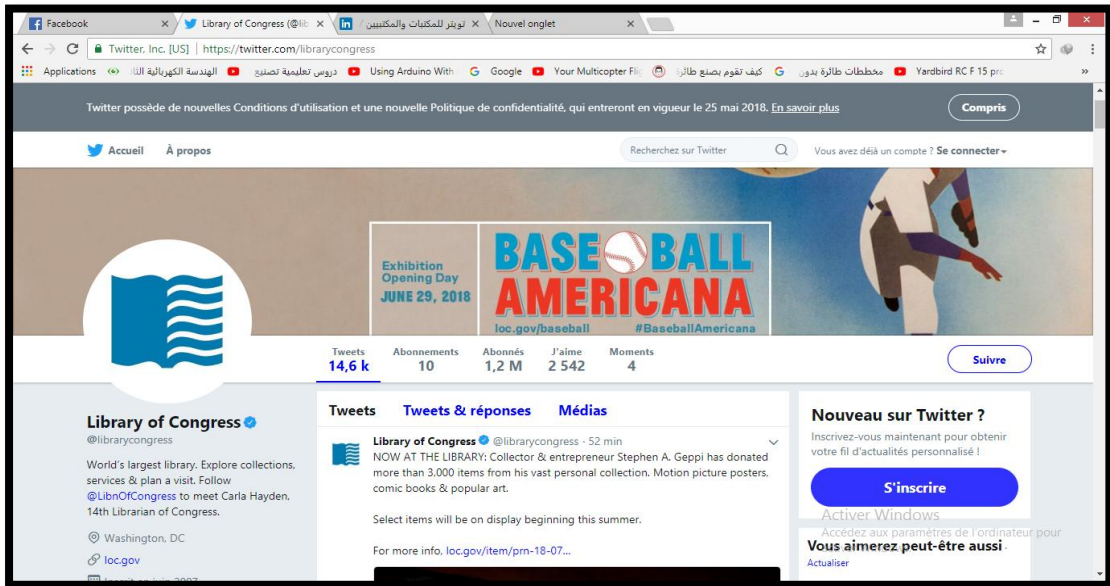 Facebook
Library of Congress (@lib
تويتر للمكتبات والمكتبيين /
Nouvel onglet
Twitter, Inc. [US] | https://twitter.com/librarycongress
Applications الهندسة الكهربائية الثا دروس تعليمية تصنيع Using Arduino With Google Your Multicopter Fli كيف تقوم بصنع طائرة مخططات طائرة بدون Yardbird RC F 15 pro
Twitter possède de nouvelles Conditions d'utilisation et une nouvelle Politique de confidentialité, qui entreront en vigueur le 25 mai 2018. En savoir plus
Compris
Accueil À propos
Recherchez sur Twitter
Vous avez déjà un compte ? Se connecter
Exhibition
Opening Day
JUNE 29, 2018
BASEBALL
AMERICANA
loc.gov/baseball #BaseballAmericana
Tweets Abonnements Abonnés J'aime Moments
14,6 k 10 1,2 M 2 542 4
Suivre
Library of Congress
@librarycongress
World's largest library. Explore collections,
services & plan a visit. Follow
@LibnOfCongress to meet Carla Hayden,
14th Librarian of Congress.
Washington, DC
loc.gov
Inscrit en juin 2007
Tweets Tweets & réponses Médias
Library of Congress @librarycongress · 52 min
NOW AT THE LIBRARY: Collector & entrepreneur Stephen A. Geppi has donated
more than 3,000 items from his vast personal collection. Motion picture posters,
comic books & popular art.
Select items will be on display beginning this summer.
For more info, loc.gov/item/prn-18-07...
Nouveau sur Twitter ?
Inscrivez-vous maintenant pour obtenir
votre fil d'actualités personnalisé !
S'inscrire
Activer Windows
Accédez aux paramètres de l'ordinateur pour
Vous aimerez peut-être aussi ·
Actualiser